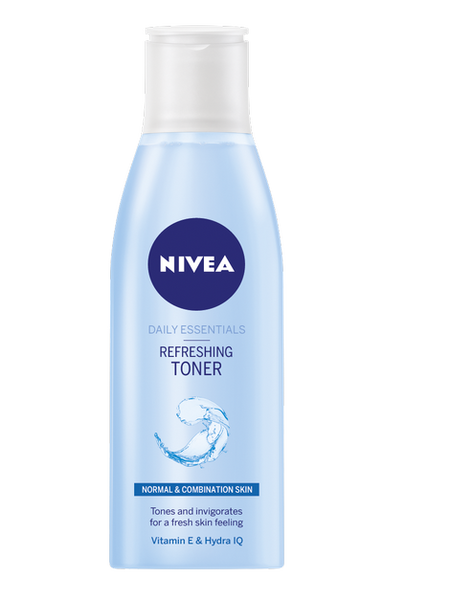 NIVEA
DAILY ESSENTIALS
REFRESHING
TONER
NORMAL & COMBINATION SKIN
Tones and invigorates
for a fresh skin feeling
Vitamin E & Hydra IQ